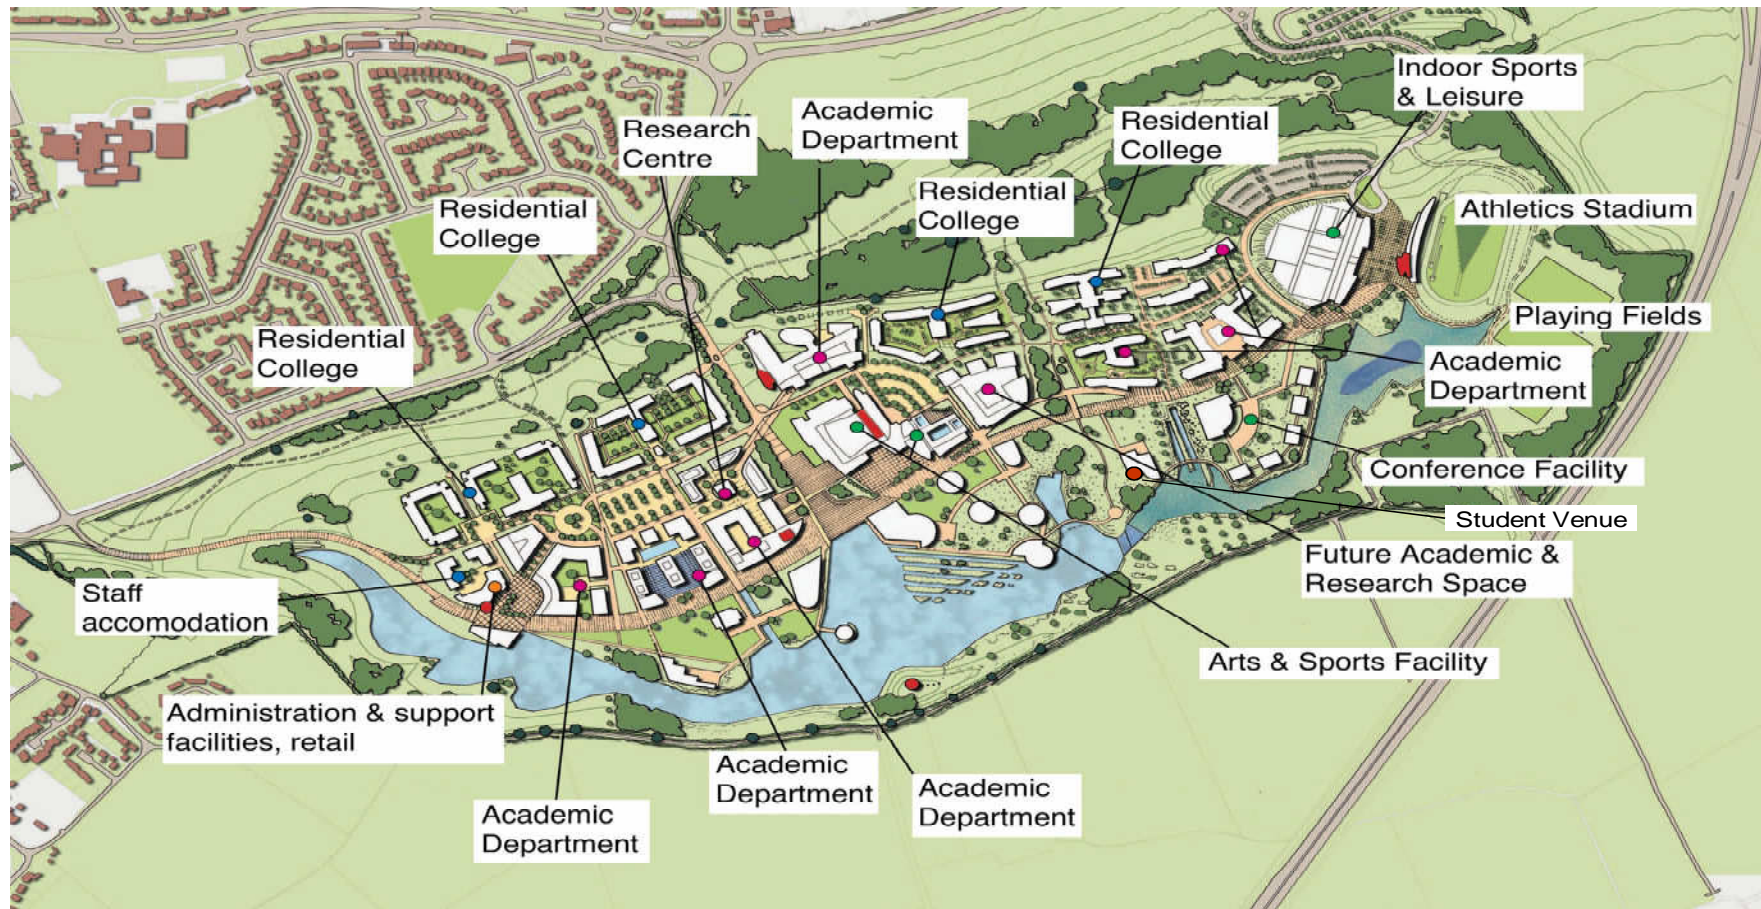 Indoor Sports
& Leisure
Academic
Department
Residential
College
Research
Centre
Residential
College
Residential
College
Athletics Stadium
Playing Fields
Residential
College
Academic
Department
Conference Facility
Student Venue
Future Academic &
Research Space
Staff
accomodation
Arts & Sports Facility
Administration & support
facilities, retail
Academic
Department
Academic
Department
Academic
Department